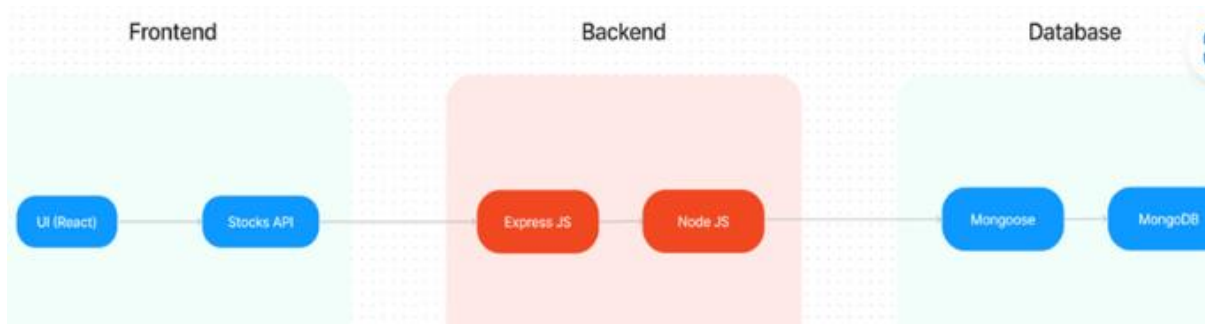 Frontend
Backend
Database
UI (React)
Stocks API
Express JS
Node JS
Mongoose
MongoDB